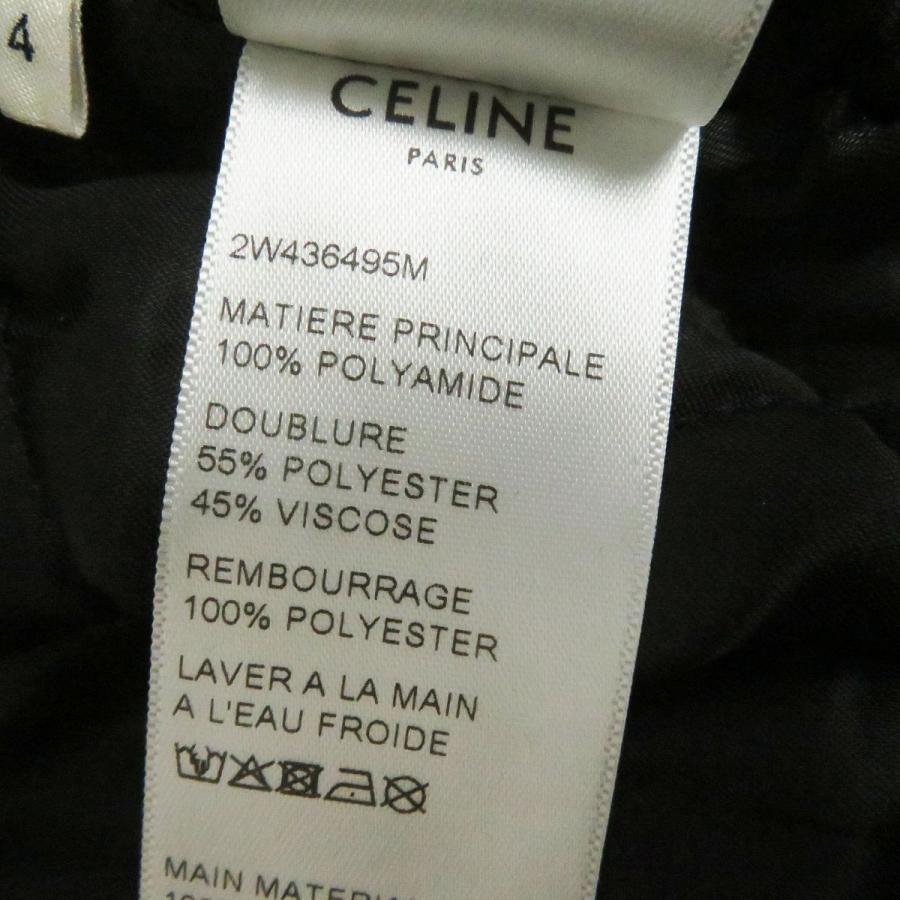 4
CELINE
PARIS
2W436495M
MATIERE PRINCIPALE
100% POLYAMIDE
DOUBLURE
55% POLYESTER
45% VISCOSE
REMBOURRAGE
100% POLYESTER
LAVER A LA MAIN
A L'EAU FROIDE
MAIN